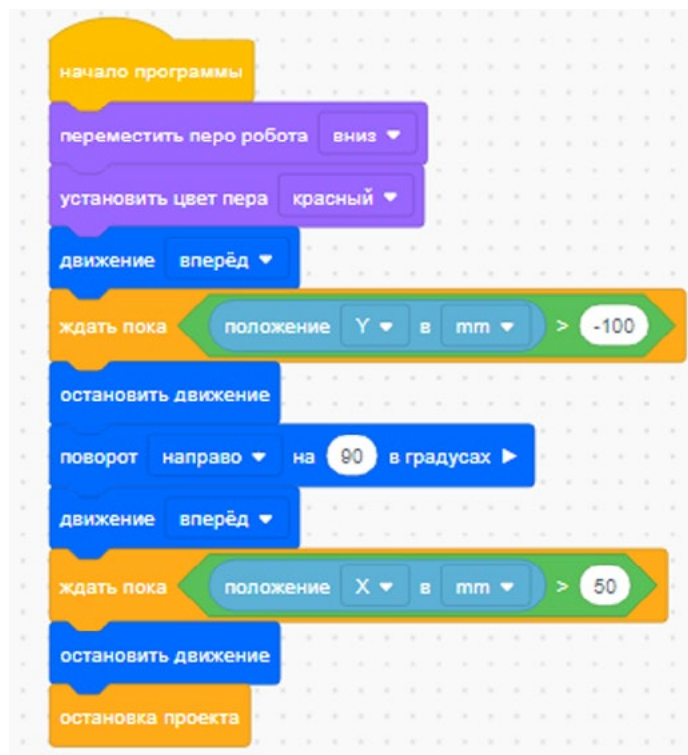 начало программы
переместить перо робота вниз
установить цвет пера красный
движение вперёд
ждать пока положение Y в mm > -100
остановить движение
поворот направо на 90 в градусах
движение вперёд
ждать пока положение X в mm > 50
остановить движение
остановка проекта